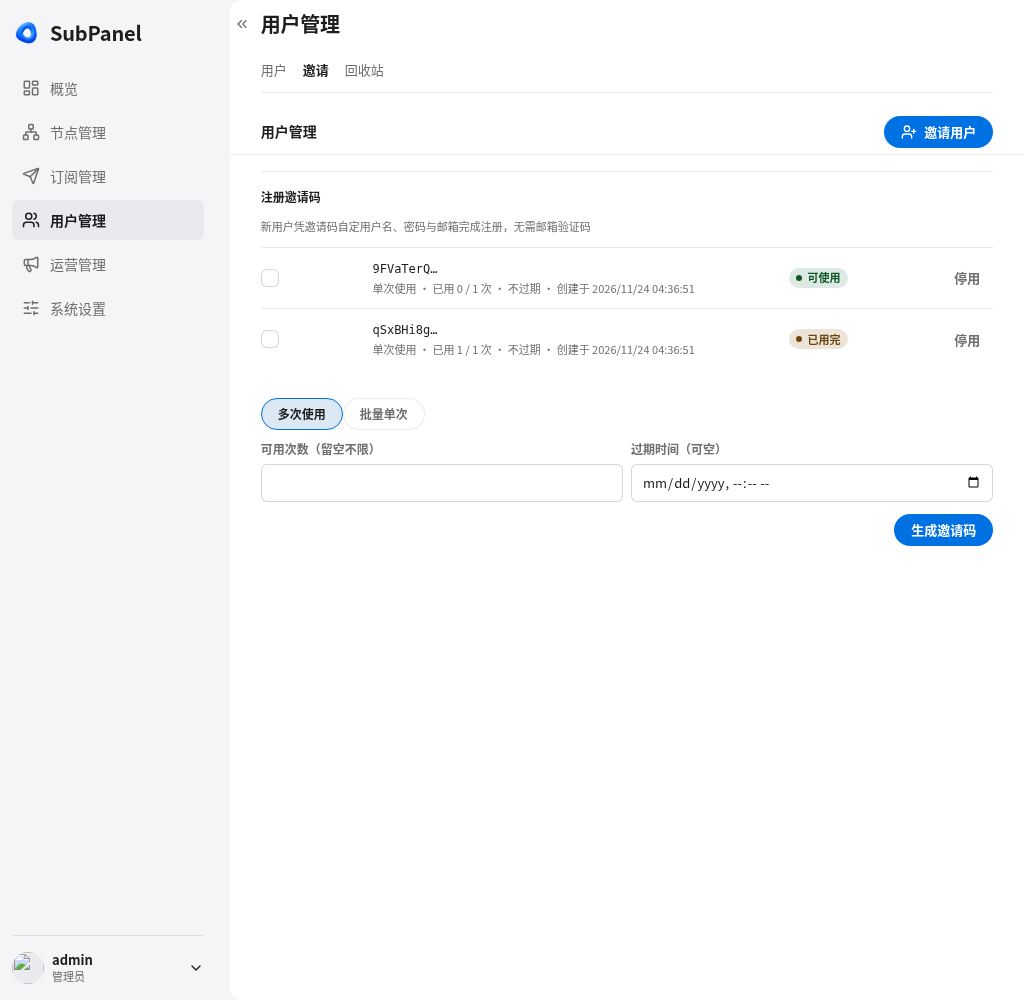 SubPanel
概览
节点管理
订阅管理
用户管理
运营管理
系统设置
admin
管理员
用户管理
用户 邀请 回收站
用户管理
邀请用户
注册邀请码
新用户凭邀请码自定用户名、密码与邮箱完成注册，无需邮箱验证码
9FVaTerQ…
单次使用 · 已用 0 / 1 次 · 不过期 · 创建于 2026/11/24 04:36:51
可使用
停用
qSxBHi8g…
单次使用 · 已用 1 / 1 次 · 不过期 · 创建于 2026/11/24 04:36:51
已用完
停用
多次使用 批量单次
可用次数（留空不限）
过期时间（可空）
mm/dd/yyyy, --:-- --
生成邀请码